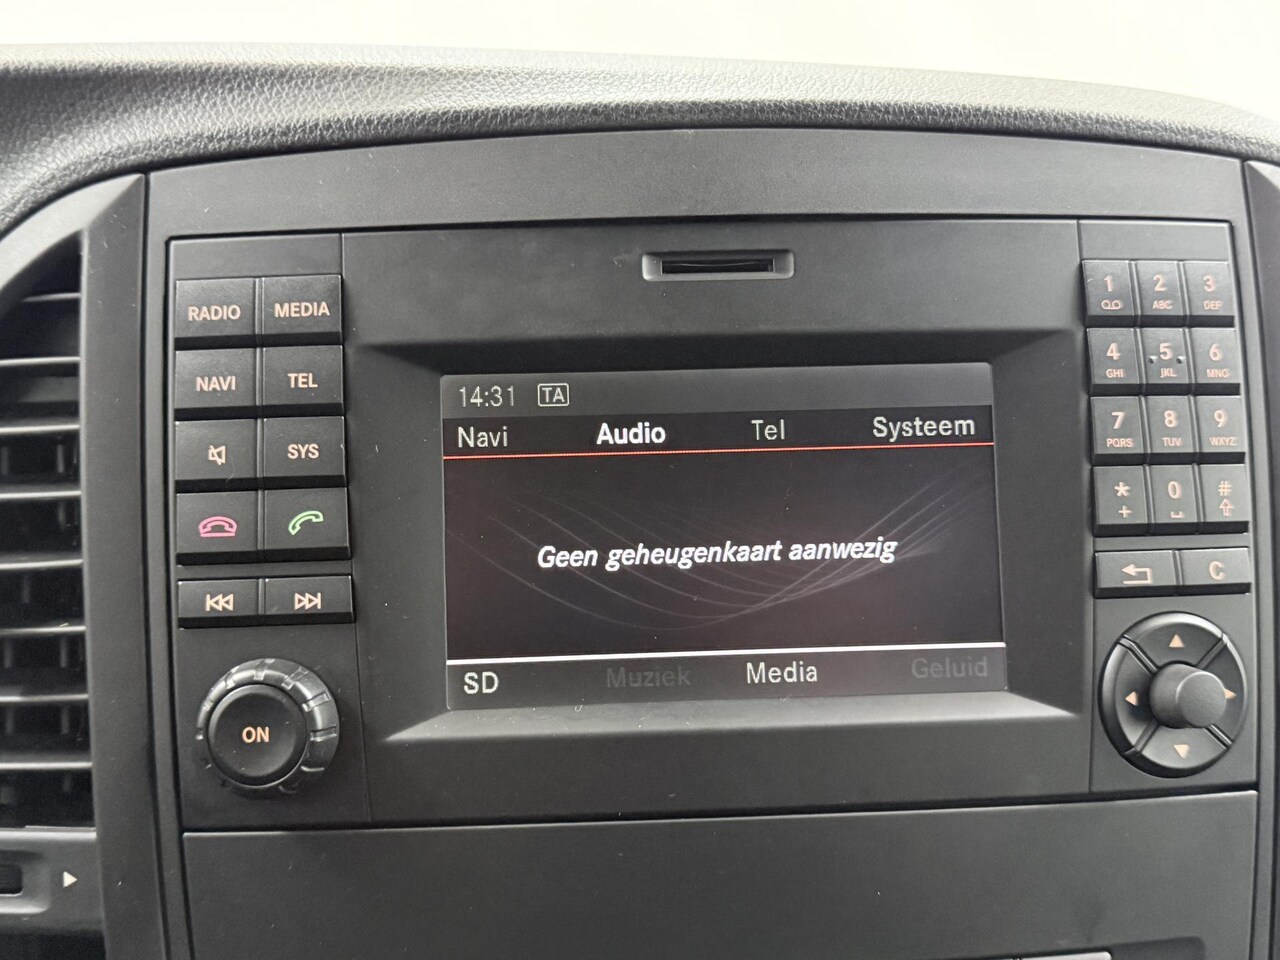 RADIO MEDIA
NAVI TEL
SYS
ON
14:31 TA
Navi Audio Tel Systeem
Geen geheugenkaart aanwezig
SD Muziek Media Geluid
1 2 3
ABC DEF
4 5 6
GHI JKL MNO
7 8 9
PQRS TUV WXYZ
* 0 #
+
C